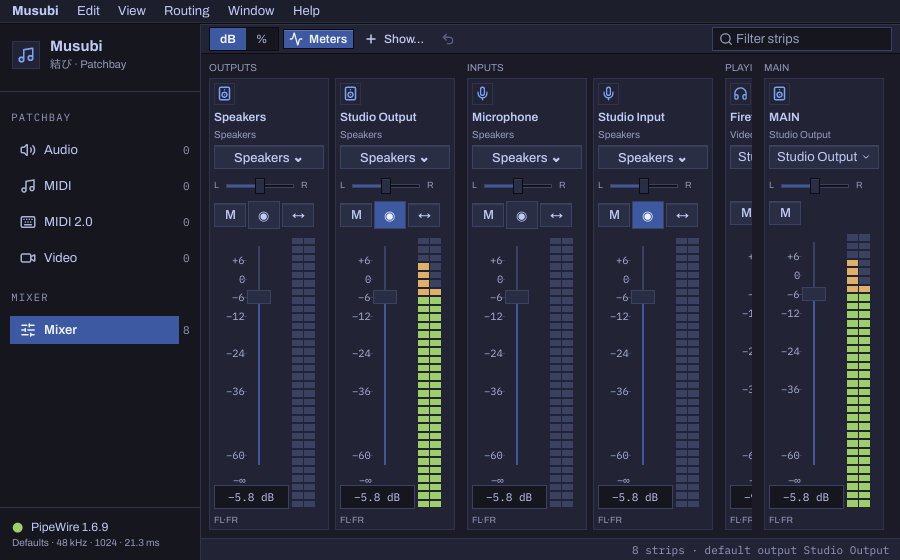 Musubi Edit View Routing Window Help
Musubi
結び · Patchbay
PATCHBAY
Audio 0
MIDI 0
MIDI 2.0 0
Video 0
MIXER
Mixer 8
PipeWire 1.6.9
Defaults · 48 kHz · 1024 · 21.3 ms
dB % Meters Show... Filter strips
OUTPUTS
Speakers
Speakers
Speakers
L R
M
+6
0
−6
−12
−24
−36
−60
−∞
−5.8 dB
FL·FR
Studio Output
Studio Output
Speakers
L R
M
+6
0
−6
−12
−24
−36
−60
−∞
−5.8 dB
FL·FR
INPUTS
Microphone
Speakers
Speakers
L R
M
+6
0
−6
−12
−24
−36
−60
−∞
−5.8 dB
FL·FR
Studio Input
Speakers
Speakers
L R
M
+6
0
−6
−12
−24
−36
−60
−∞
−5.8 dB
FL·FR
MAIN
MAIN
Studio Output
Studio Output
L R
M
+6
0
−6
−12
−24
−36
−60
−∞
−5.8 dB
FL·FR
8 strips · default output Studio Output